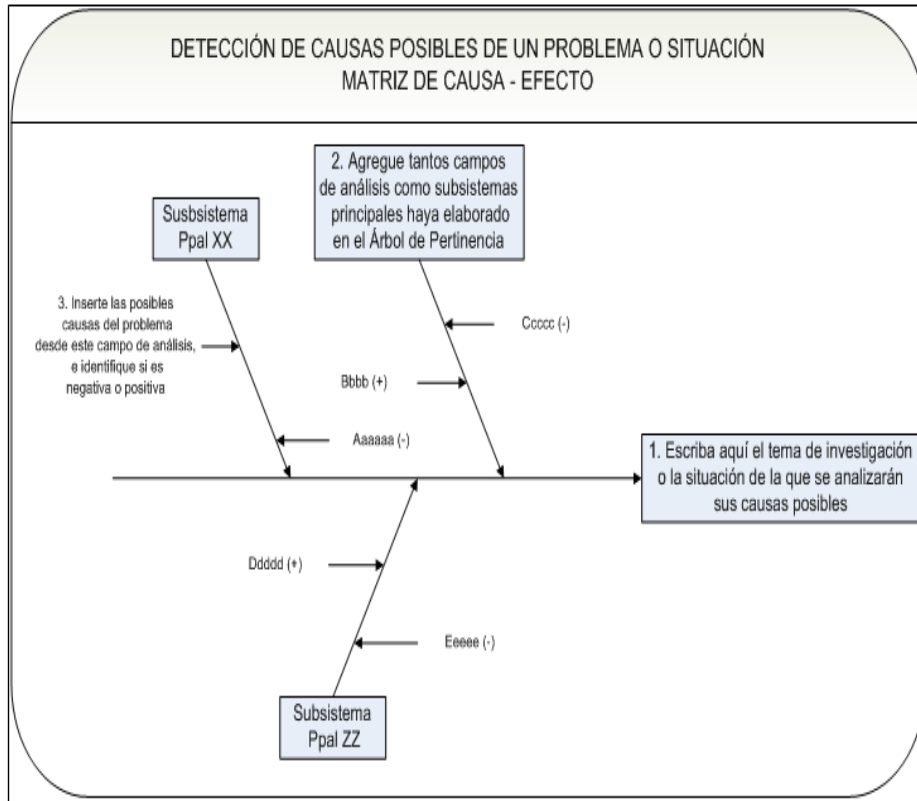 DETECCIÓN DE CAUSAS POSIBLES DE UN PROBLEMA O SITUACIÓN
MATRIZ DE CAUSA - EFECTO
2. Agregue tantos campos
de análisis como subsistemas
principales haya elaborado
en el Árbol de Pertinencia
Susbsistema
Ppal XX
3. Inserte las posibles
causas del problema
desde este campo de análisis,
e identifique si es
negativa o positiva
Ccccc (-)
Bbbb (+)
Aaaaaa (-)
1. Escriba aquí el tema de investigación
o la situación de la que se analizarán
sus causas posibles
Ddddd (+)
Eeeee (-)
Subsistema
Ppal ZZ